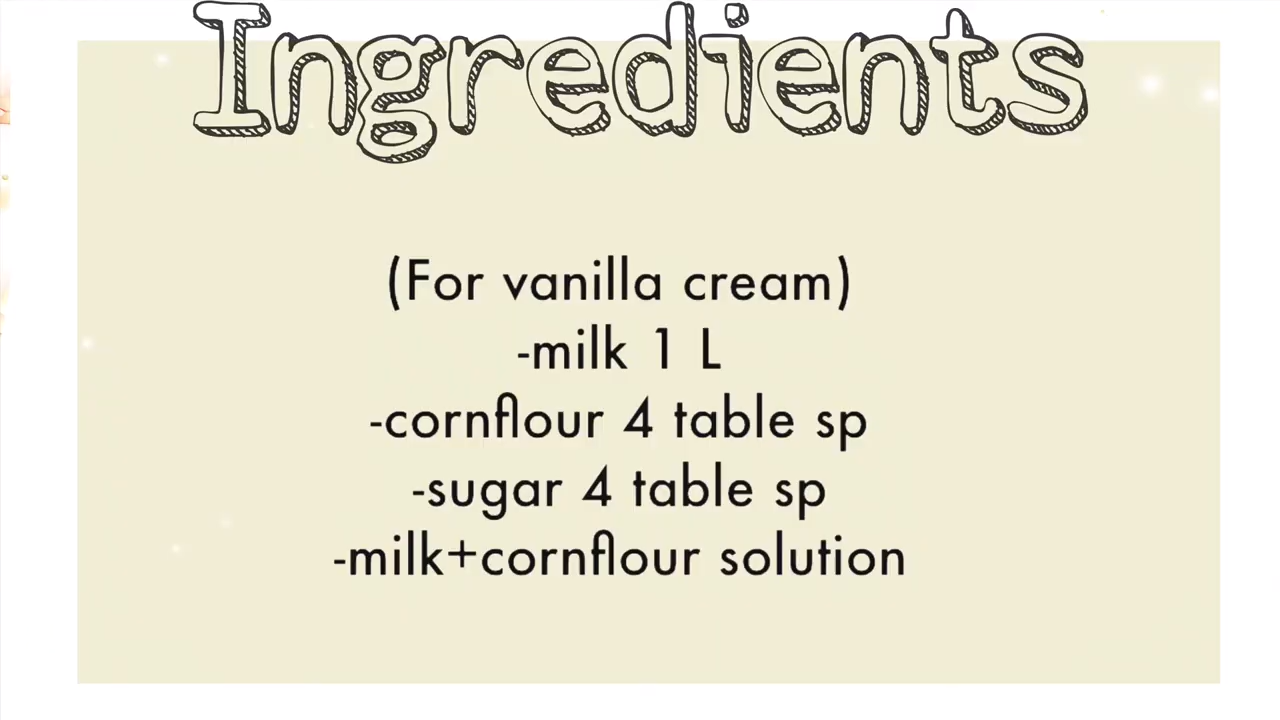 Ingredients
(For vanilla cream)
-milk 1 L
-cornflour 4 table sp
-sugar 4 table sp
-milk+cornflour solution